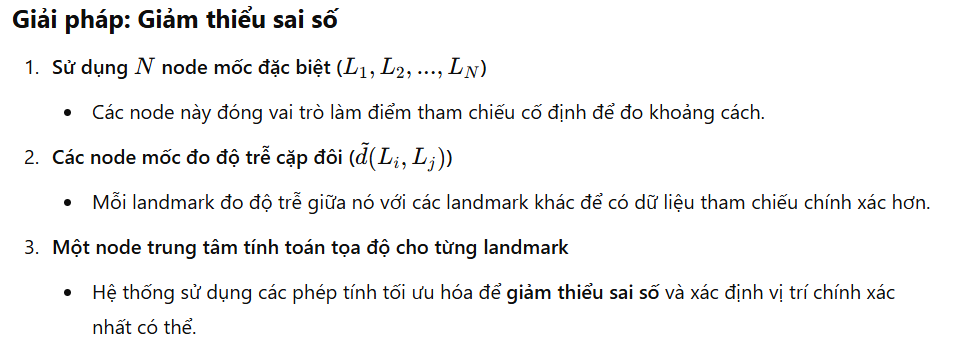 Giải pháp: Giảm thiểu sai số
1. Sử dụng N node mốc đặc biệt (L₁, L₂, ..., L_N)
• Các node này đóng vai trò làm điểm tham chiếu cố định để đo khoảng cách.
2. Các node mốc đo độ trễ cặp đôi (d̃(Lᵢ, Lⱼ))
• Mỗi landmark đo độ trễ giữa nó với các landmark khác để có dữ liệu tham chiếu chính xác hơn.
3. Một node trung tâm tính toán tọa độ cho từng landmark
• Hệ thống sử dụng các phép tính tối ưu hóa để giảm thiểu sai số và xác định vị trí chính xác
nhất có thể.